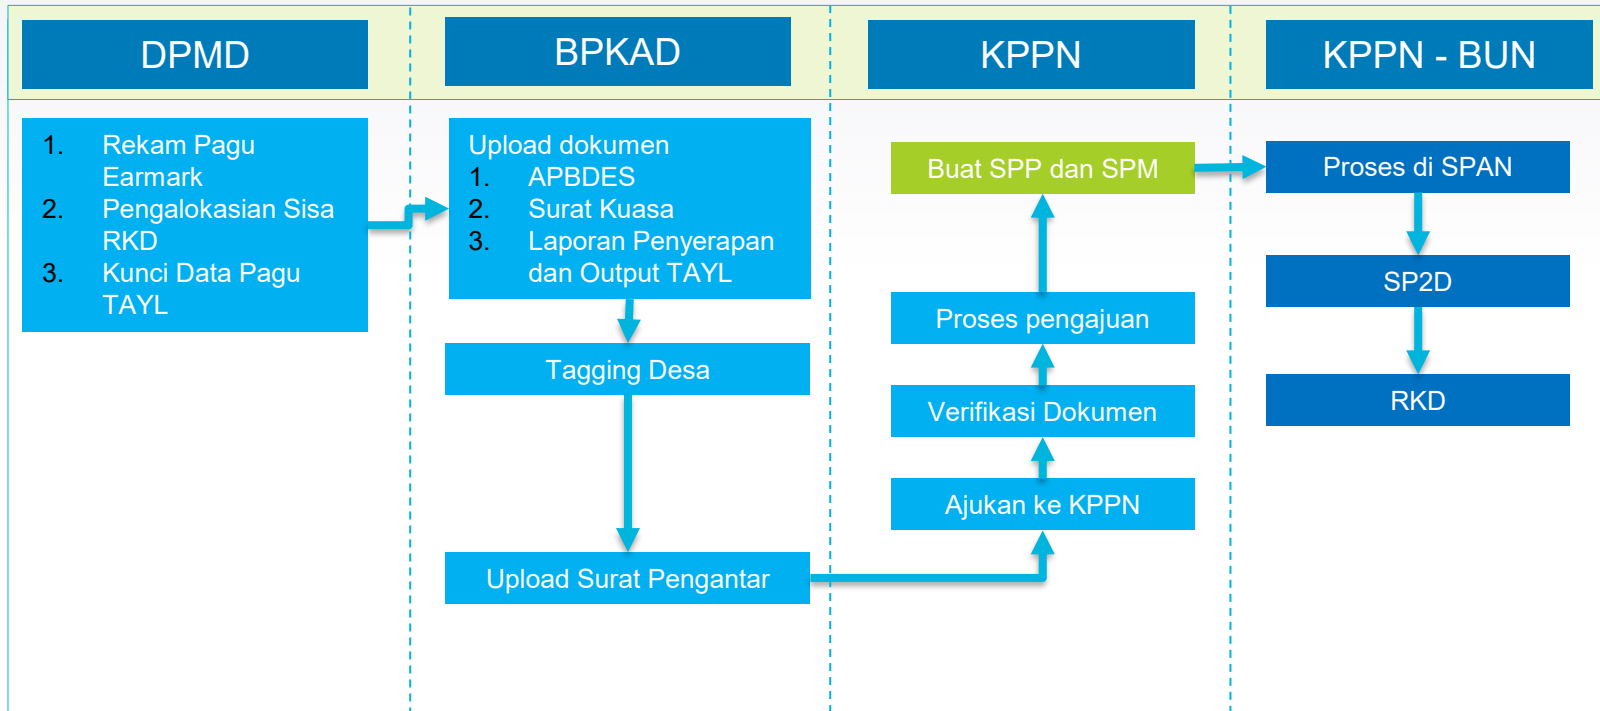 DPMD
BPKAD
KPPN
KPPN - BUN
1. Rekam Pagu
Earmark
2. Pengalokasian Sisa
RKD
3. Kunci Data Pagu
TAYL
Upload dokumen
1. APBDES
2. Surat Kuasa
3. Laporan Penyerapan
dan Output TAYL
Tagging Desa
Upload Surat Pengantar
Buat SPP dan SPM
Proses pengajuan
Verifikasi Dokumen
Ajukan ke KPPN
Proses di SPAN
SP2D
RKD